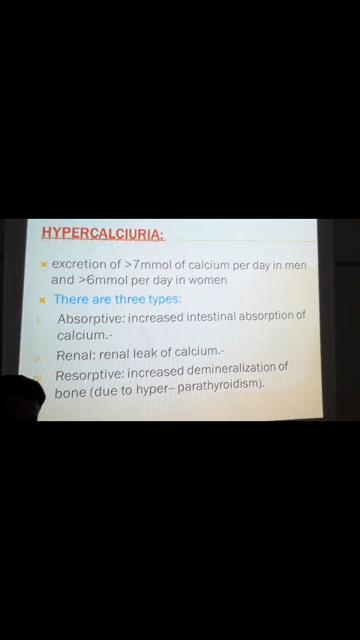 HYPERCALCIURIA:
× excretion of >7mmol of calcium per day in men
and >6mmol per day in women
× There are three types:
i. Absorptive: increased intestinal absorption of
calcium.-
ii. Renal: renal leak of calcium.-
Resorptive: increased demineralization of
bone (due to hyper– parathyroidism).